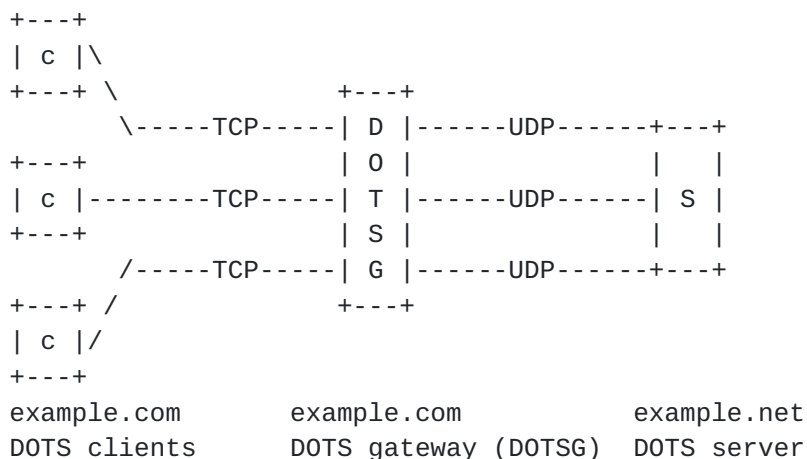 +---+
| c |\
+---+ \                +---+
       \-----TCP-----| D |------UDP------+---+
+---+                | O |               |   |
| c |--------TCP-----| T |------UDP------| S |
+---+                | S |               |   |
       /-----TCP-----| G |------UDP------+---+
+---+ /                +---+
| c |/
+---+
example.com       example.com           example.net
DOTS clients      DOTS gateway (DOTSG)  DOTS server